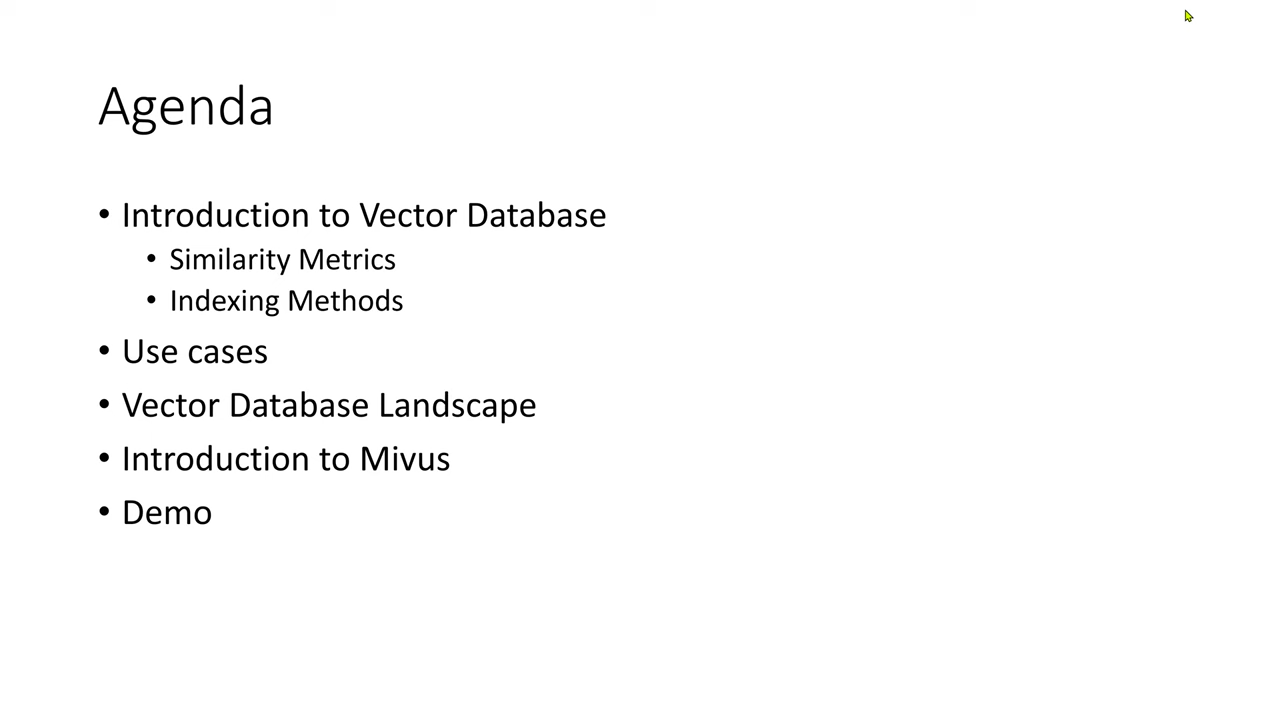 Agenda
• Introduction to Vector Database
• Similarity Metrics
• Indexing Methods
• Use cases
• Vector Database Landscape
• Introduction to Mivus
• Demo